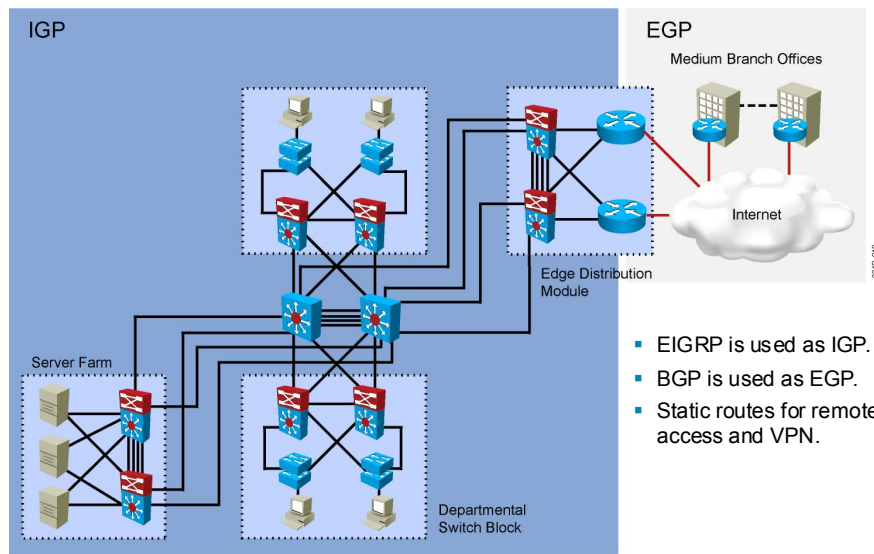 IGP
EGP
Medium Branch Offices
Internet
Edge Distribution
Module
Server Farm
Departmental
Switch Block
▪ EIGRP is used as IGP.
▪ BGP is used as EGP.
▪ Static routes for remote
access and VPN.